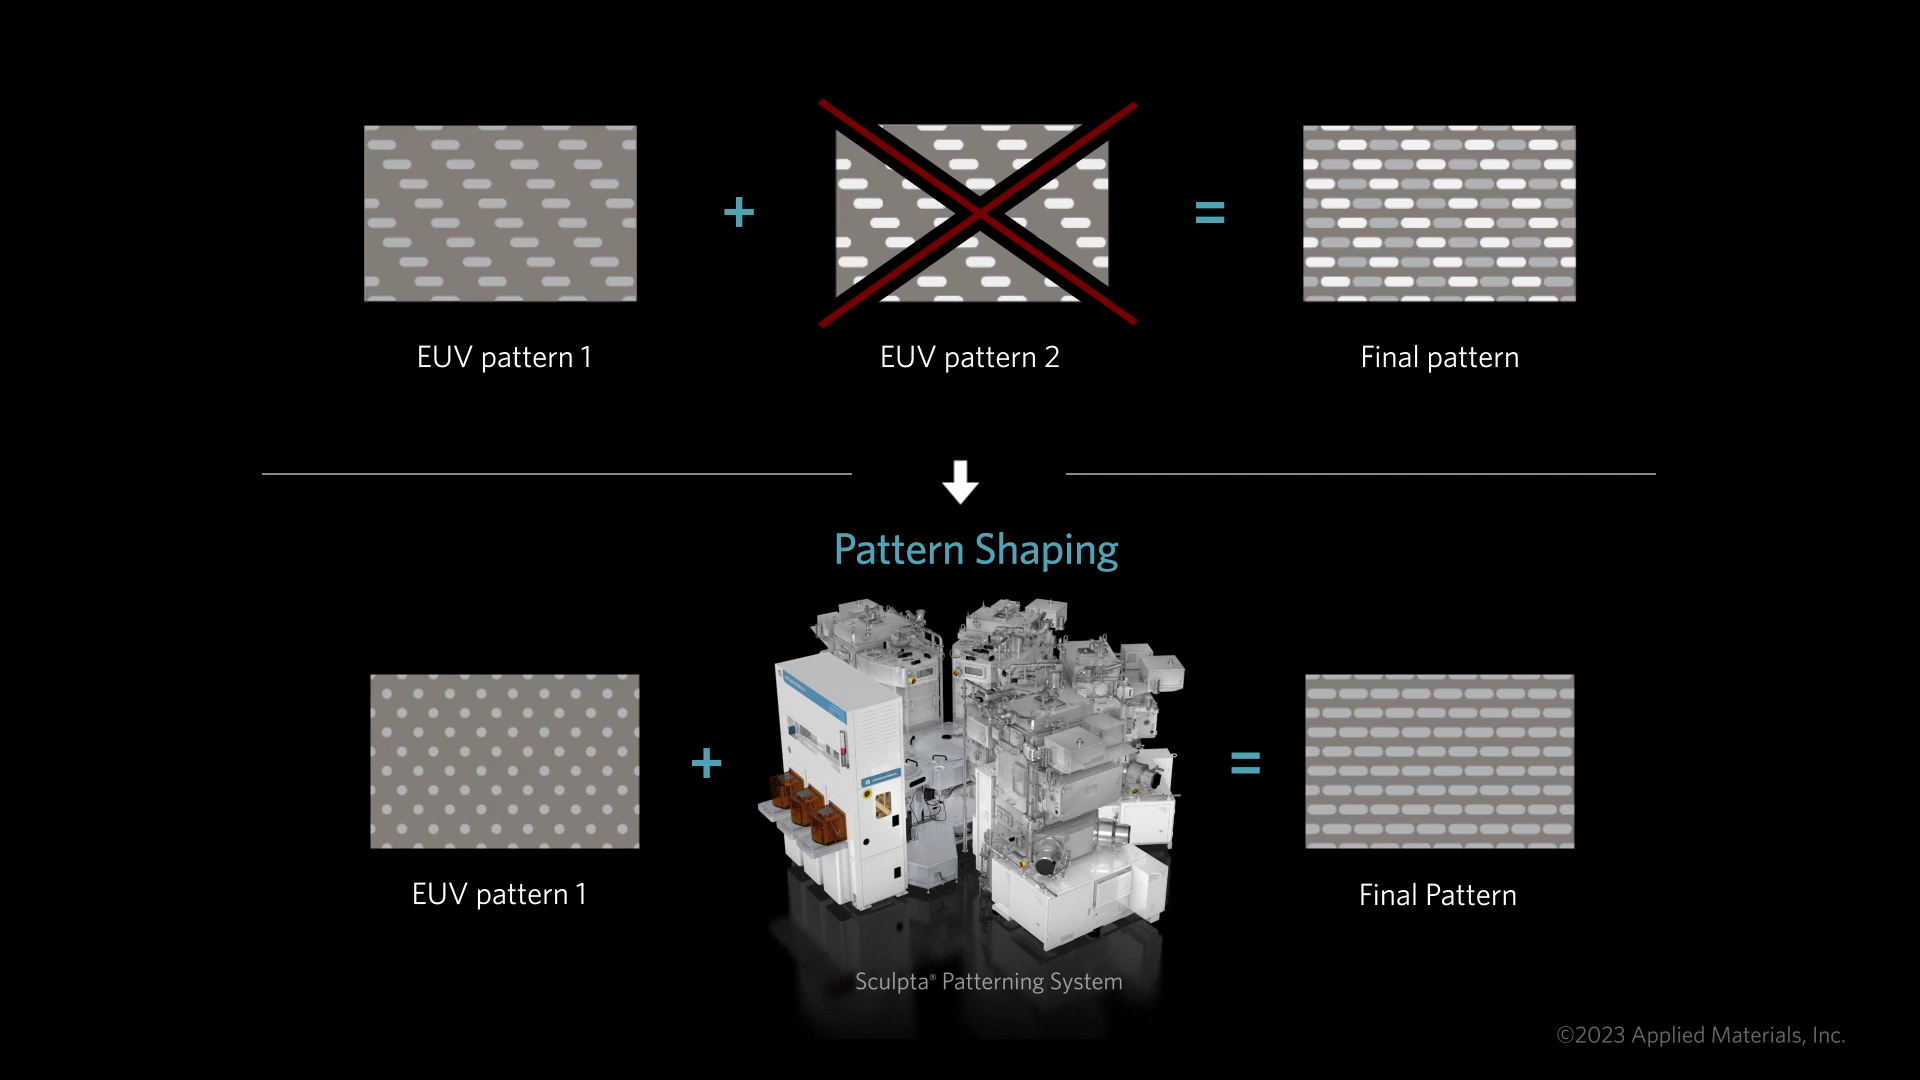 EUV pattern 1
EUV pattern 2
Final pattern
Pattern Shaping
EUV pattern 1
Final Pattern
Sculpta® Patterning System
©2023 Applied Materials, Inc.